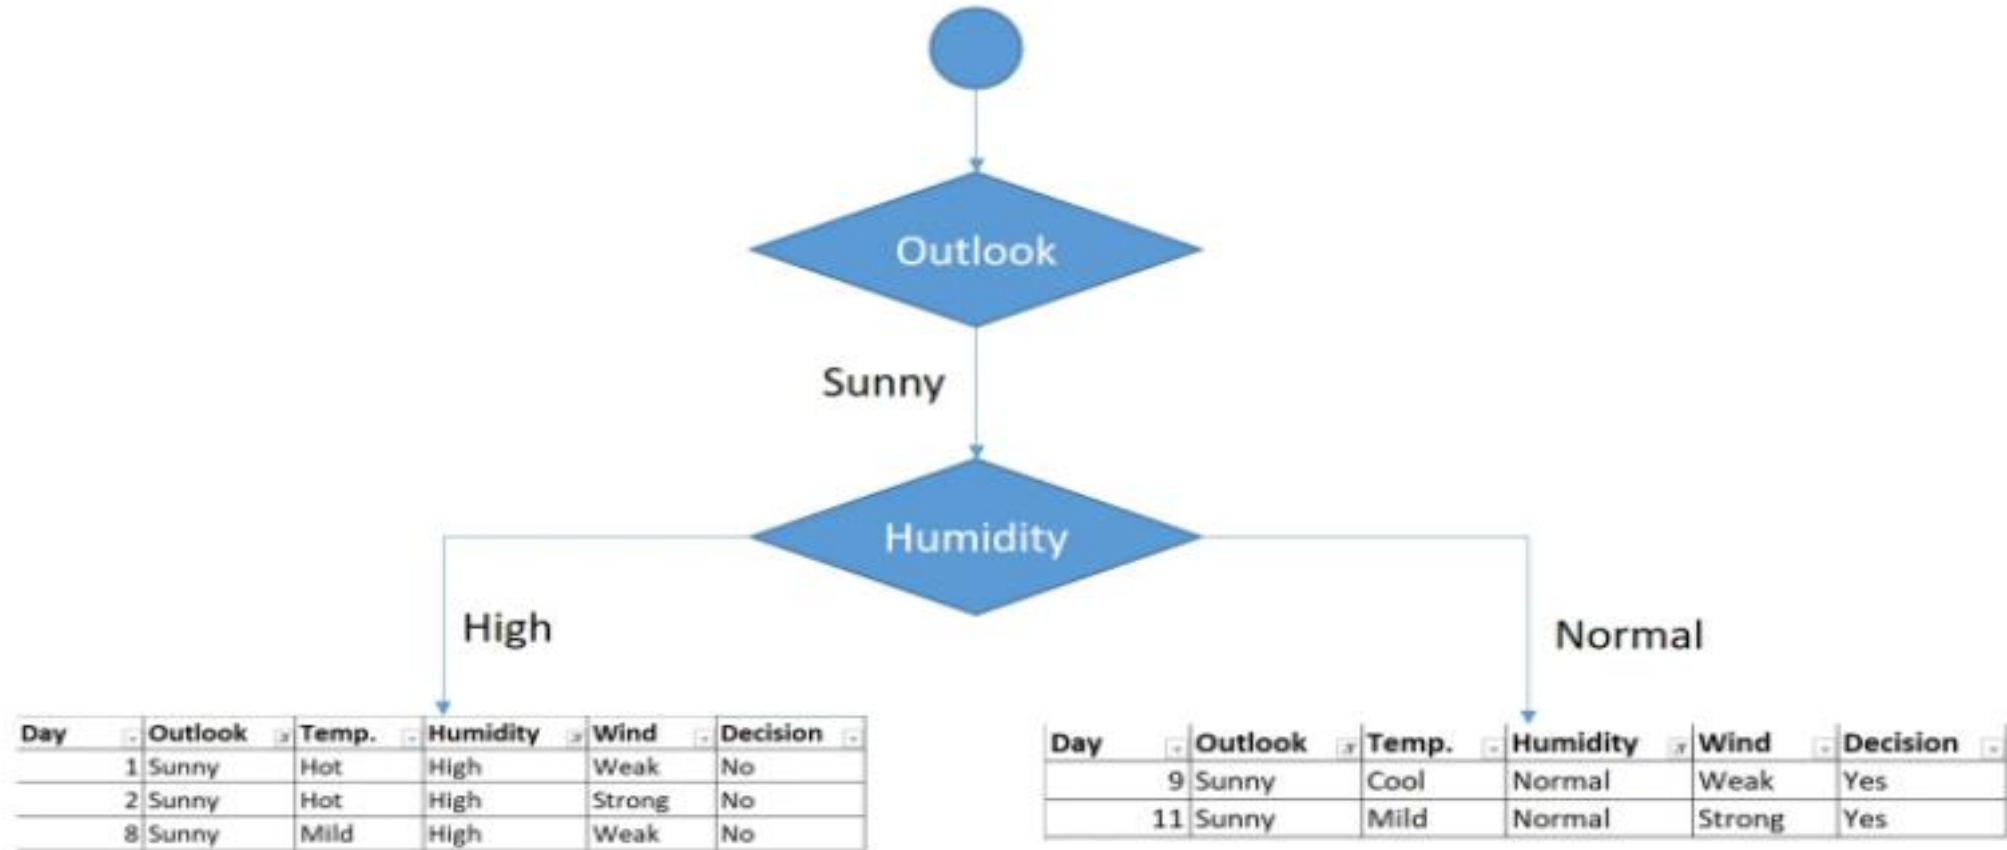 Outlook
Sunny
Humidity
High
Normal
Day Outlook Temp. Humidity Wind Decision
1 Sunny Hot High Weak No
2 Sunny Hot High Strong No
8 Sunny Mild High Weak No
Day Outlook Temp. Humidity Wind Decision
9 Sunny Cool Normal Weak Yes
11 Sunny Mild Normal Strong Yes